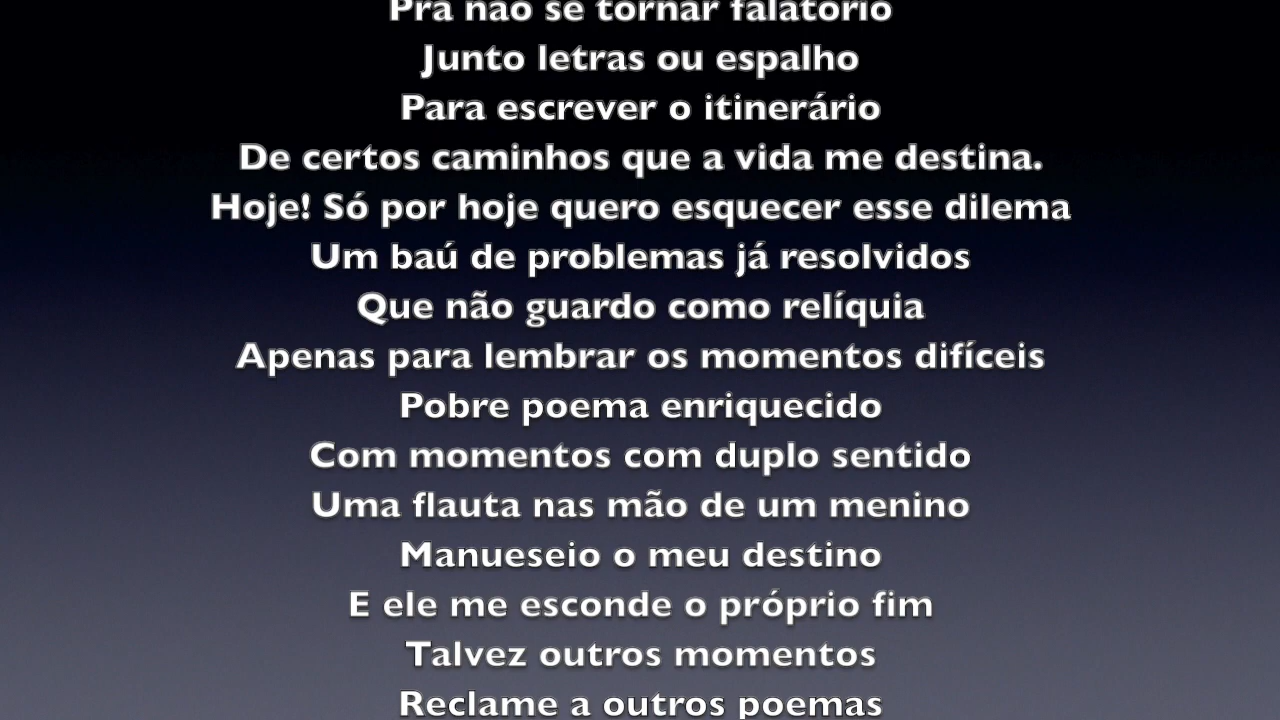 Pra não se tornar falatório
Junto letras ou espalho
Para escrever o itinerário
De certos caminhos que a vida me destina.
Hoje! Só por hoje quero esquecer esse dilema
Um baú de problemas já resolvidos
Que não guardo como relíquia
Apenas para lembrar os momentos difíceis
Pobre poema enriquecido
Com momentos com duplo sentido
Uma flauta nas mão de um menino
Manueseio o meu destino
E ele me esconde o próprio fim
Talvez outros momentos
Reclame a outros poemas